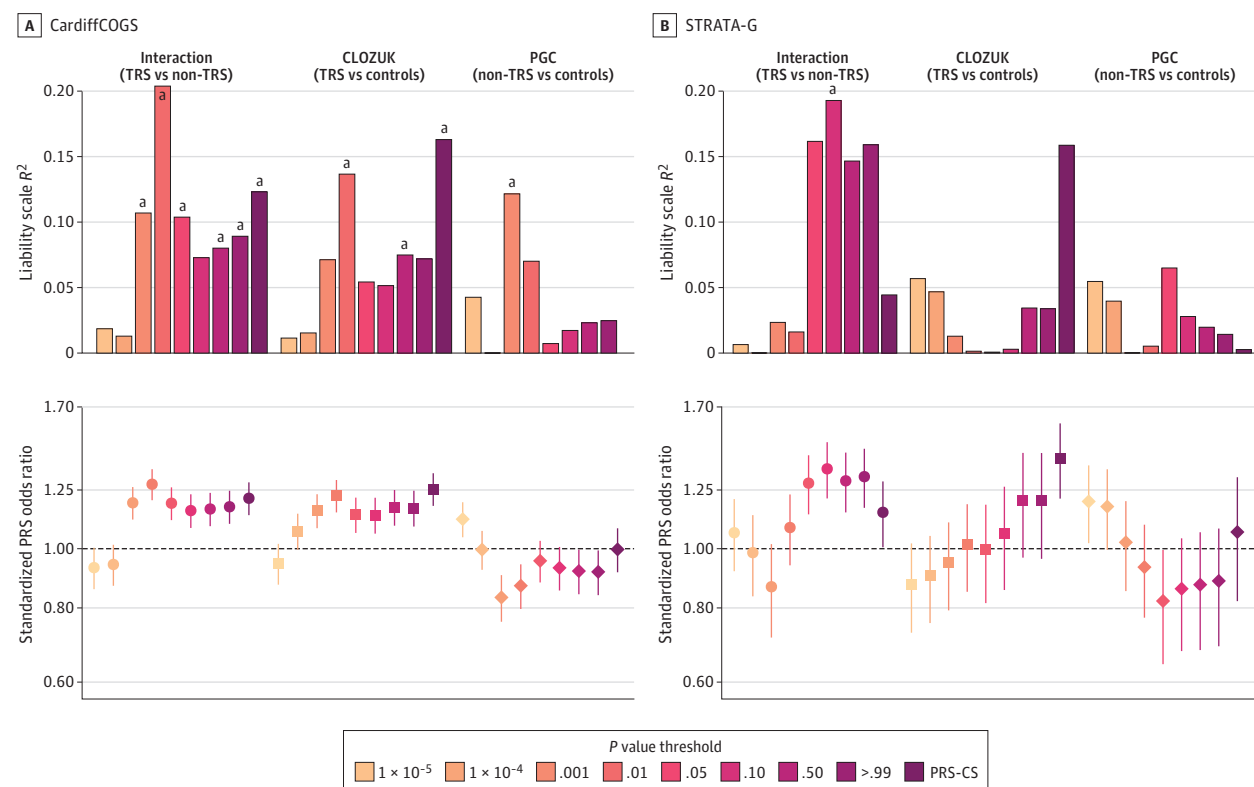 A CardiffCOGS
Interaction
(TRS vs non-TRS)
CLOZUK
(TRS vs controls)
PGC
(non-TRS vs controls)
Liability scale R²
0.20
0.15
0.10
0.05
0
a
a
a
a
a
a
a
a
a
a
Standardized PRS odds ratio
1.70
1.25
1.00
0.80
0.60
B STRATA-G
Interaction
(TRS vs non-TRS)
CLOZUK
(TRS vs controls)
PGC
(non-TRS vs controls)
Liability scale R²
0.20
0.15
0.10
0.05
0
a
Standardized PRS odds ratio
1.70
1.25
1.00
0.80
0.60
P value threshold
1 × 10⁻⁵ 1 × 10⁻⁴ .001 .01 .05 .10 .50 >.99 PRS-CS